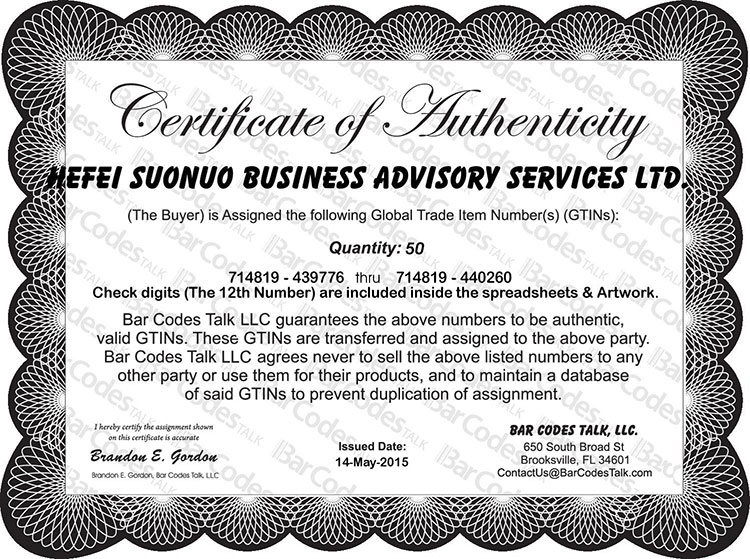 Certificate of Authenticity
HEFEI SUONUO BUSINESS ADVISORY SERVICES LTD.
(The Buyer) is Assigned the following Global Trade Item Number(s) (GTINs):
Quantity: 50
714819 - 439776 thru 714819 - 440260
Check digits (The 12th Number) are included inside the spreadsheets & Artwork.
Bar Codes Talk LLC guarantees the above numbers to be authentic,
valid GTINs. These GTINs are transferred and assigned to the above party.
Bar Codes Talk LLC agrees never to sell the above listed numbers to any
other party or use them for their products, and to maintain a database
of said GTINs to prevent duplication of assignment.
I hereby certify the assignment shown
on this certificate is accurate
Brandon E. Gordon
Brandon E. Gordon, Bar Codes Talk, LLC
Issued Date:
14-May-2015
BAR CODES TALK, LLC.
650 South Broad St
Brooksville, FL 34601
ContactUs@BarCodesTalk.com